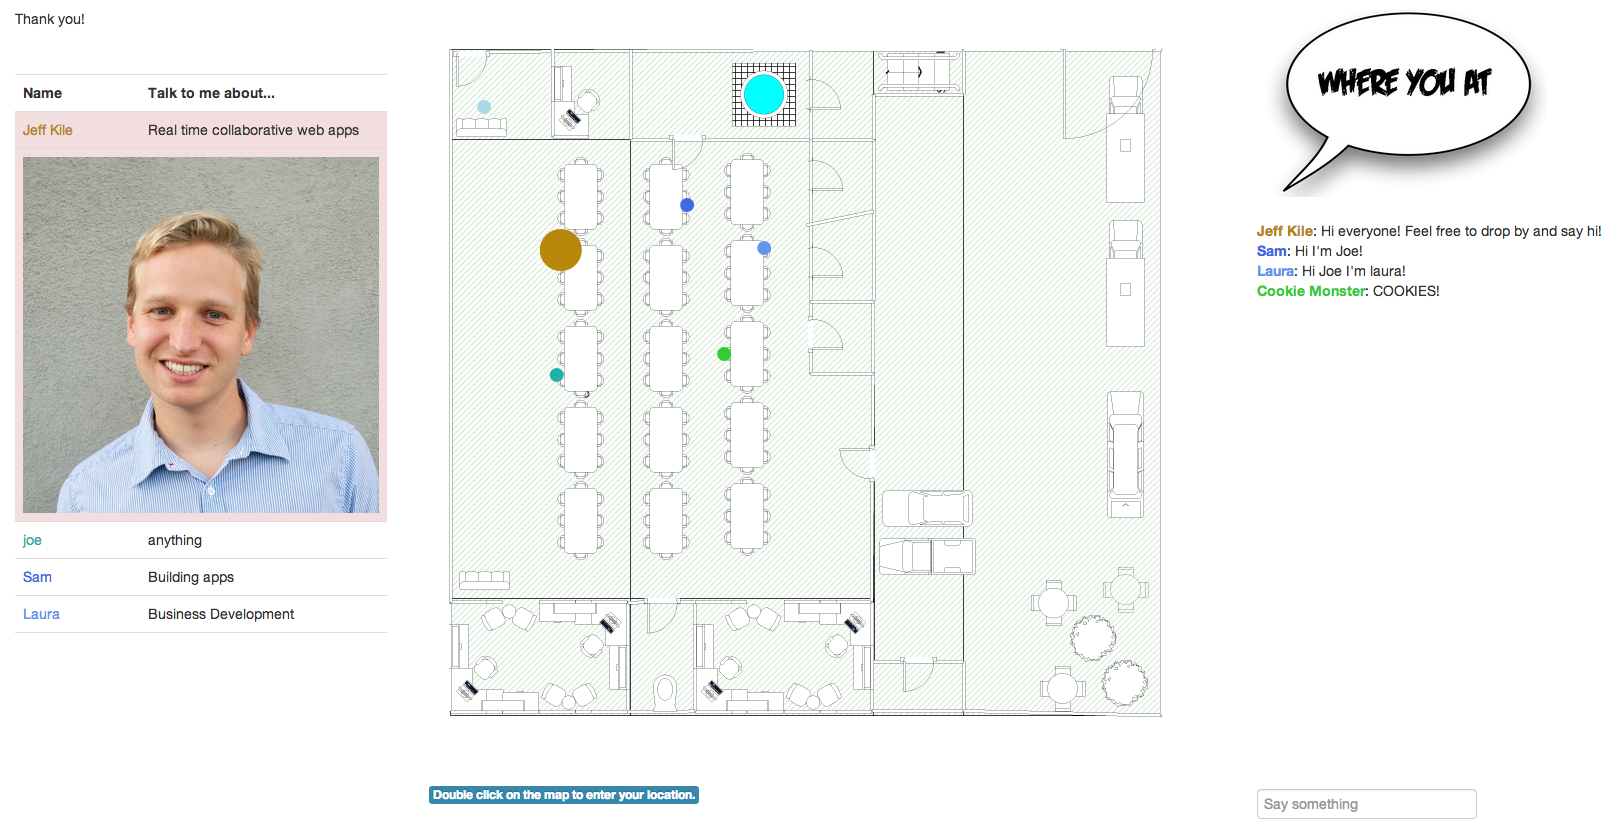 Thank you!
Name Talk to me about...
Jeff Kile Real time collaborative web apps
joe anything
Sam Building apps
Laura Business Development
Double click on the map to enter your location.
WHERE YOU AT
Jeff Kile: Hi everyone! Feel free to drop by and say hi!
Sam: Hi I'm Joe!
Laura: Hi Joe I'm laura!
Cookie Monster: COOKIES!
Say something